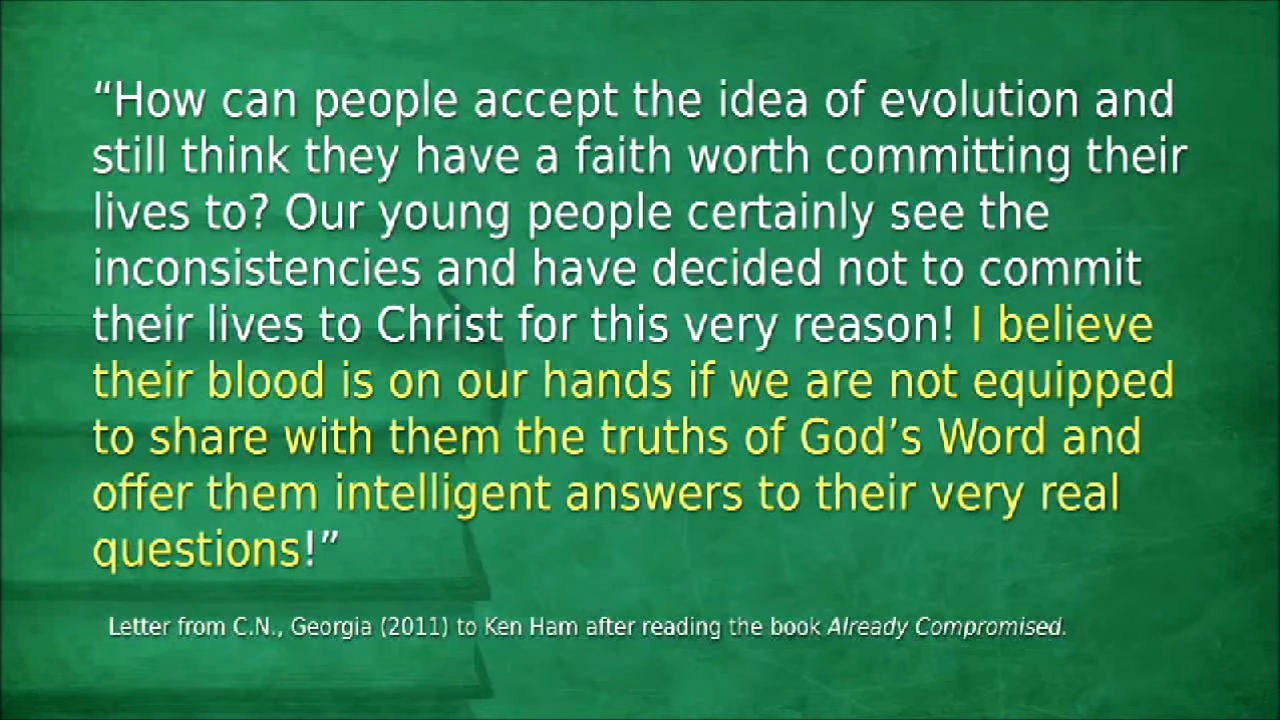 “How can people accept the idea of evolution and
still think they have a faith worth committing their
lives to? Our young people certainly see the
inconsistencies and have decided not to commit
their lives to Christ for this very reason! I believe
their blood is on our hands if we are not equipped
to share with them the truths of God’s Word and
offer them intelligent answers to their very real
questions!”
Letter from C.N., Georgia (2011) to Ken Ham after reading the book Already Compromised.